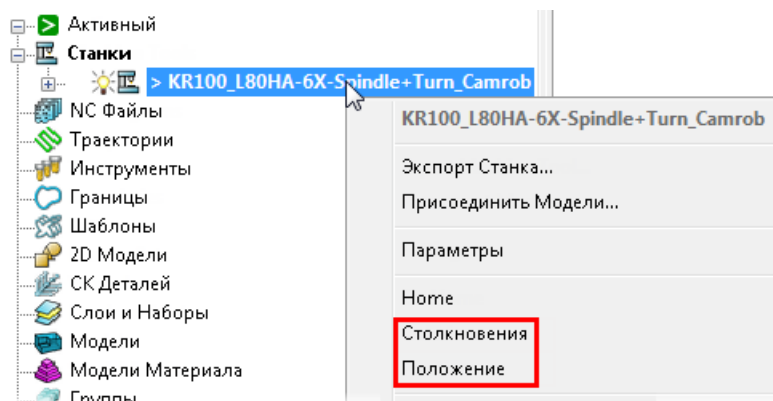 Активный
Станки
> KR100_L80HA-6X-Spindle+Turn_Camrob
NC Файлы
Траектории
Инструменты
Границы
Шаблоны
2D Модели
СК Деталей
Слои и Наборы
Модели
Модели Материала
Группы
KR100_L80HA-6X-Spindle+Turn_Camrob
Экспорт Станка...
Присоединить Модели...
Параметры
Home
Столкновения
Положение